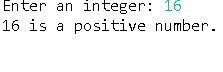 Enter an integer: 16
16 is a positive number.